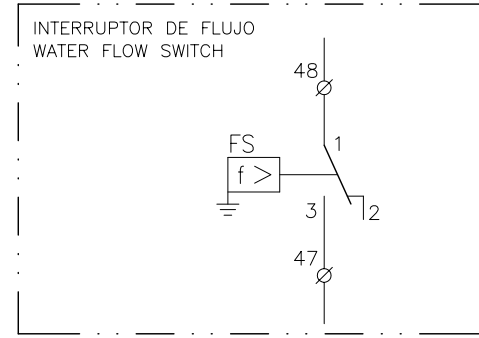 INTERRUPTOR DE FLUJO
WATER FLOW SWITCH
48
1
FS
f >
3
2
47